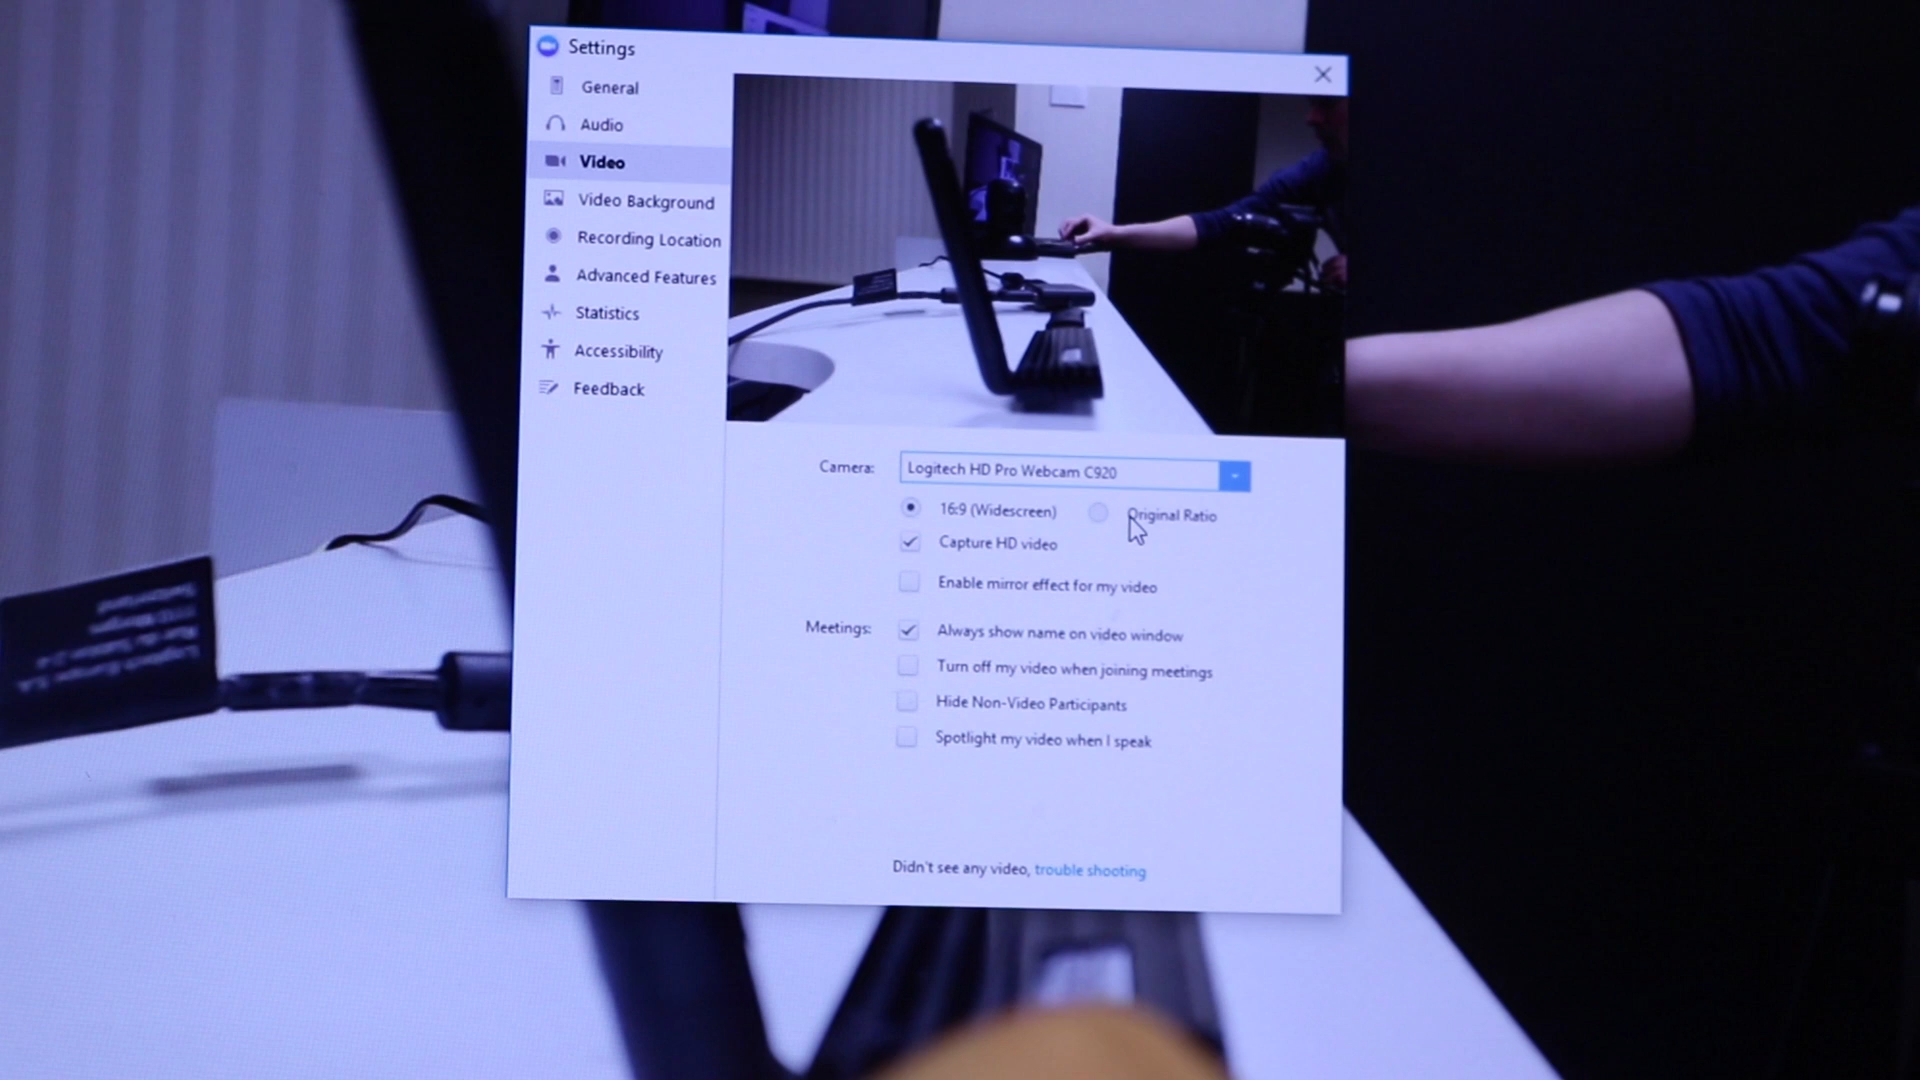 Settings
General
Audio
Video
Video Background
Recording Location
Advanced Features
Statistics
Accessibility
Feedback
Camera: Logitech HD Pro Webcam C920
16:9 (Widescreen) Original Ratio
Capture HD video
Enable mirror effect for my video
Meetings: Always show name on video window
Turn off my video when joining meetings
Hide Non-Video Participants
Spotlight my video when I speak
Didn't see any video, trouble shooting